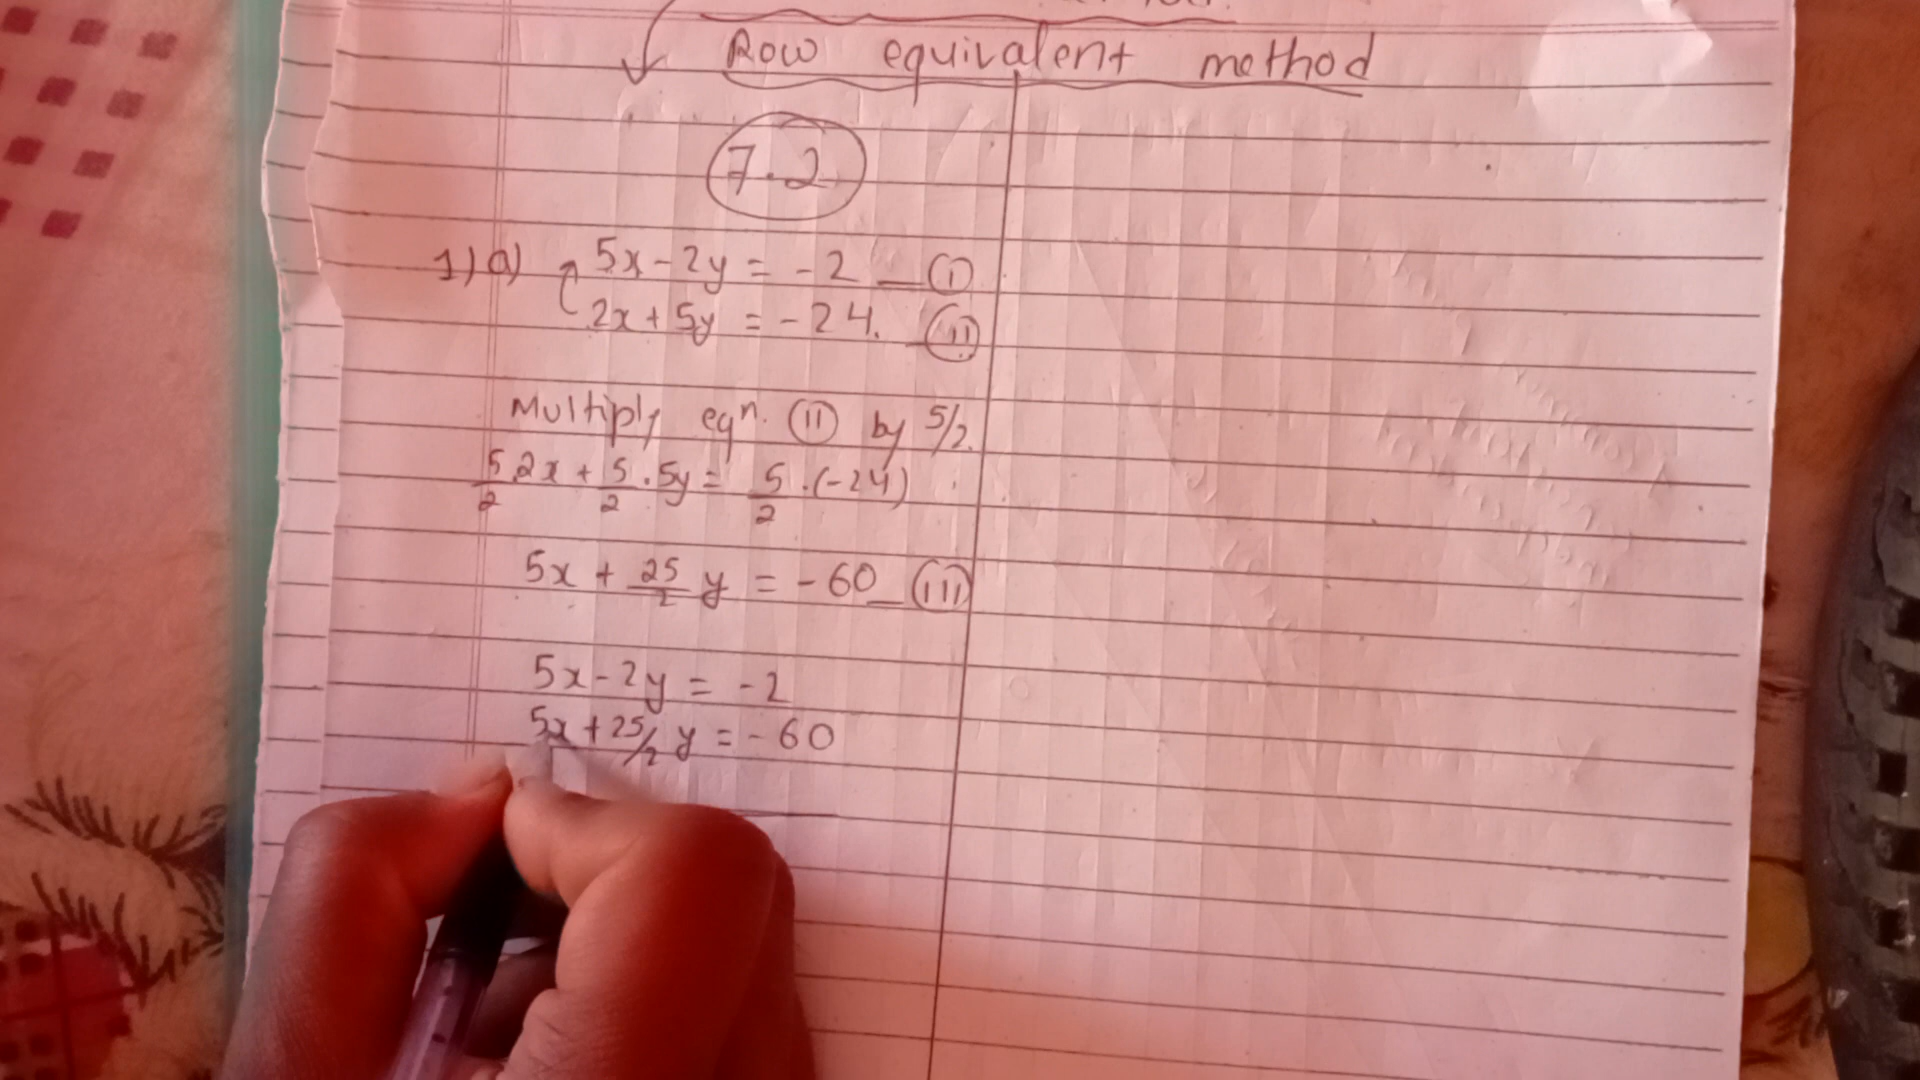 Row equivalent method
7.2
1) a) 5x - 2y = -2 (i)
2x + 5y = -24. (ii)
Multiply eqn. (ii) by 5/2.
5/2 2x + 5/2 . 5y = 5/2 . (-24)
5x + 25/2 y = -60 (iii)
5x - 2y = -2
5x + 25/2 y = -60